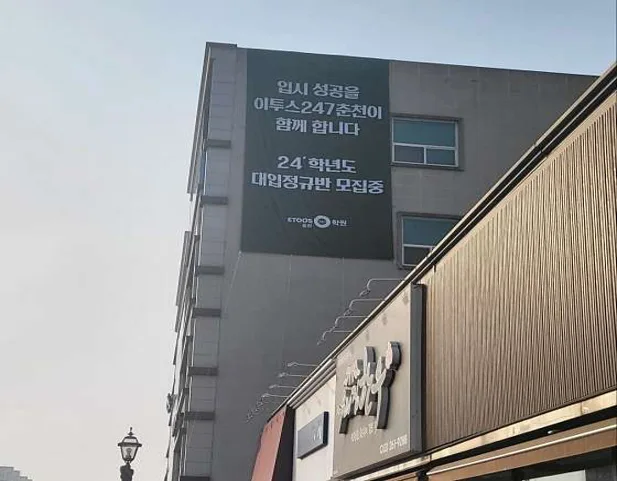 입시 성공을
이투스247춘천이
함께 합니다
24'학년도
대입정규반 모집중
ETOOS
학원